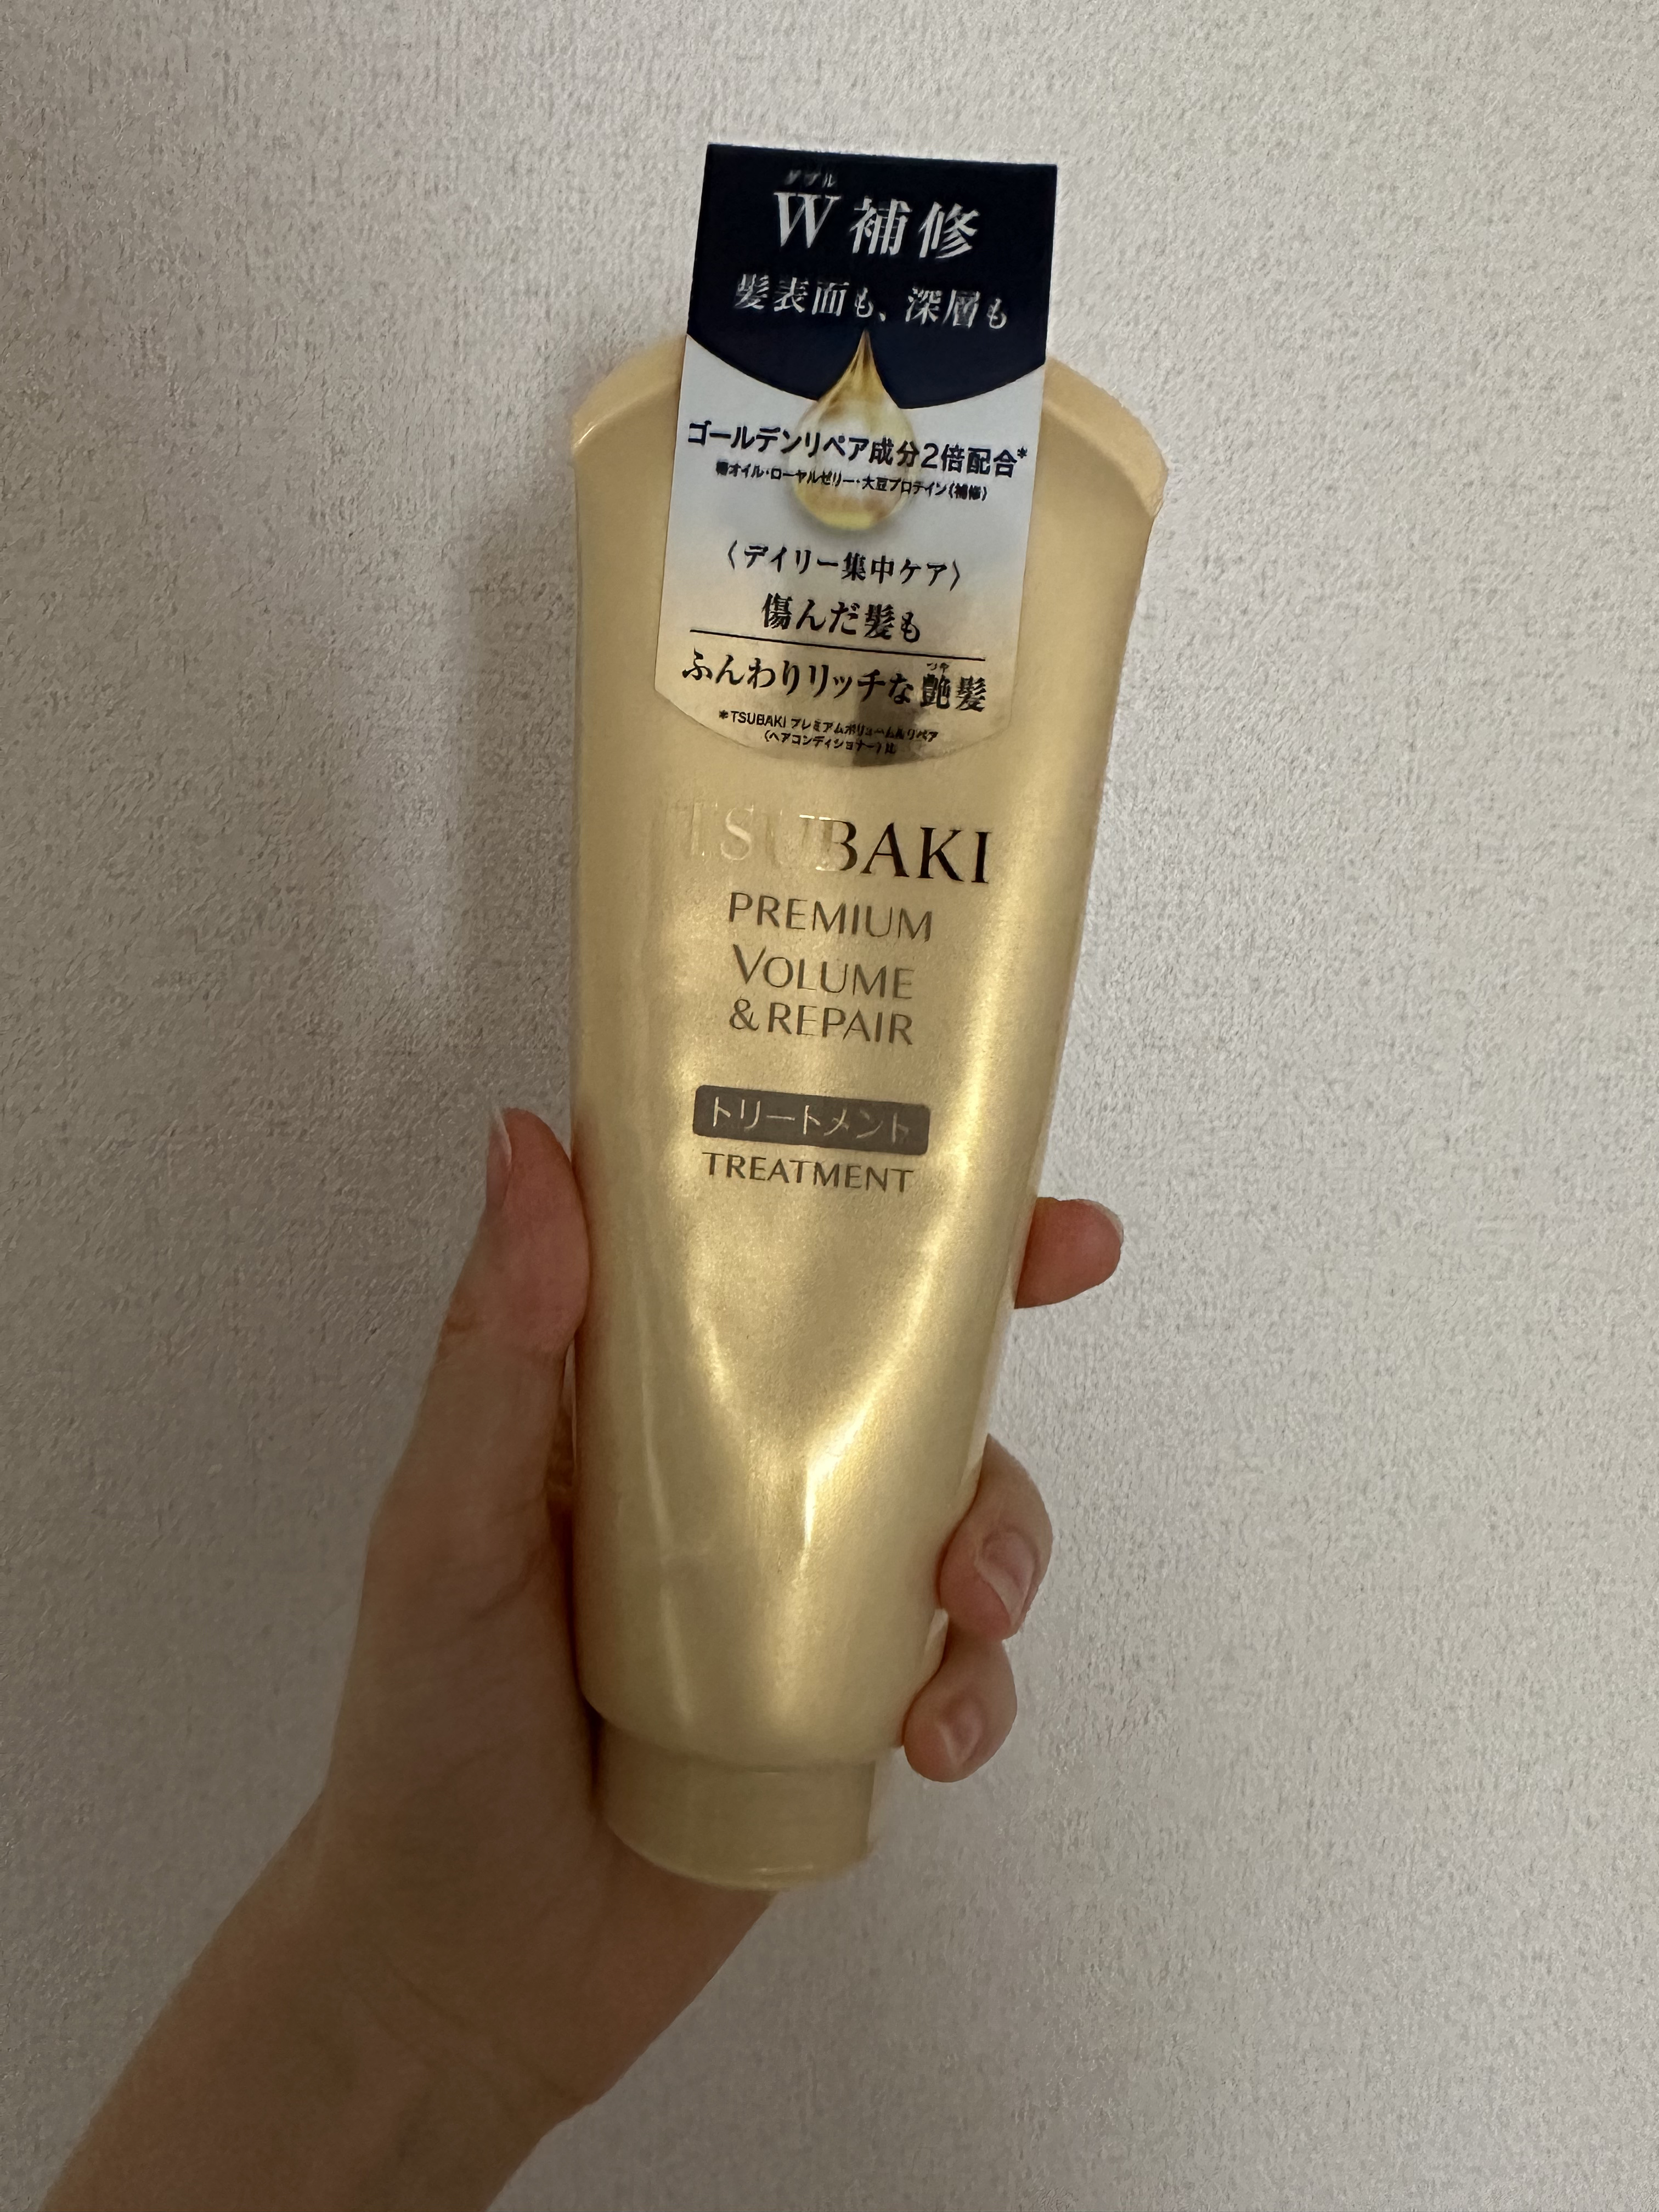 ダブル
W補修
髪表面も、深層も
ゴールデンリペア成分2倍配合*
椿オイル・ローヤルゼリー・大豆プロテイン(補修)
〈デイリー集中ケア〉
傷んだ髪も
つや
ふんわりリッチな艶髪
*TSUBAKI プレミアムボリューム&リペア
(ヘアコンディショナー)比
TSUBAKI
PREMIUM
VOLUME
&REPAIR
トリートメント
TREATMENT